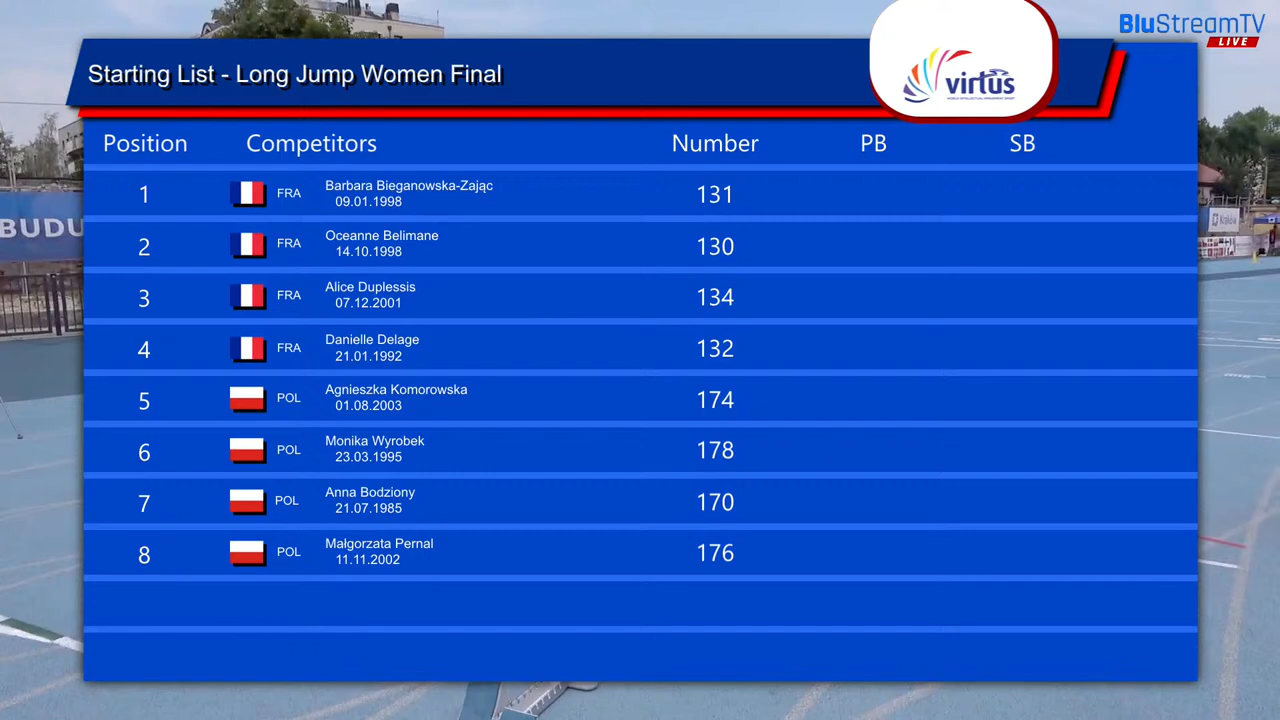 BluStreamTV
LIVE
Starting List - Long Jump Women Final
virtus
Position Competitors Number PB SB
1 FRA Barbara Bieganowska-Zając 131
09.01.1998
2 FRA Oceanne Belimane 130
14.10.1998
3 FRA Alice Duplessis 134
07.12.2001
4 FRA Danielle Delage 132
21.01.1992
5 POL Agnieszka Komorowska 174
01.08.2003
6 POL Monika Wyrobek 178
23.03.1995
7 POL Anna Bodziony 170
21.07.1985
8 POL Małgorzata Pernal 176
11.11.2002
BUDU
Kraków